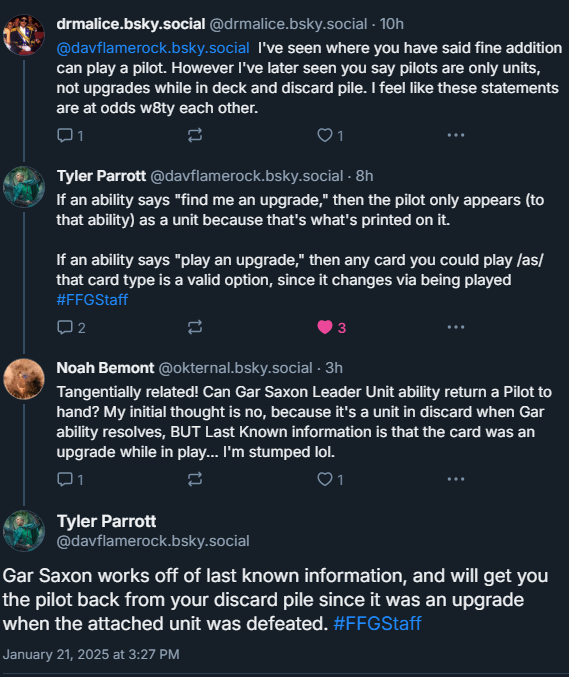 drmalice.bsky.social @drmalice.bsky.social · 10h
@davflamerock.bsky.social I've seen where you have said fine addition
can play a pilot. However I've later seen you say pilots are only units,
not upgrades while in deck and discard pile. I feel like these statements
are at odds w8ty each other.
1 1
Tyler Parrott @davflamerock.bsky.social · 8h
If an ability says "find me an upgrade," then the pilot only appears (to
that ability) as a unit because that's what's printed on it.
If an ability says "play an upgrade," then any card you could play /as/
that card type is a valid option, since it changes via being played
#FFGStaff
2 3
Noah Bemont @okternal.bsky.social · 3h
Tangentially related! Can Gar Saxon Leader Unit ability return a Pilot to
hand? My initial thought is no, because it's a unit in discard when Gar
ability resolves, BUT Last Known information is that the card was an
upgrade while in play... I'm stumped lol.
1 1
Tyler Parrott
@davflamerock.bsky.social
Gar Saxon works off of last known information, and will get you
the pilot back from your discard pile since it was an upgrade
when the attached unit was defeated. #FFGStaff
January 21, 2025 at 3:27 PM